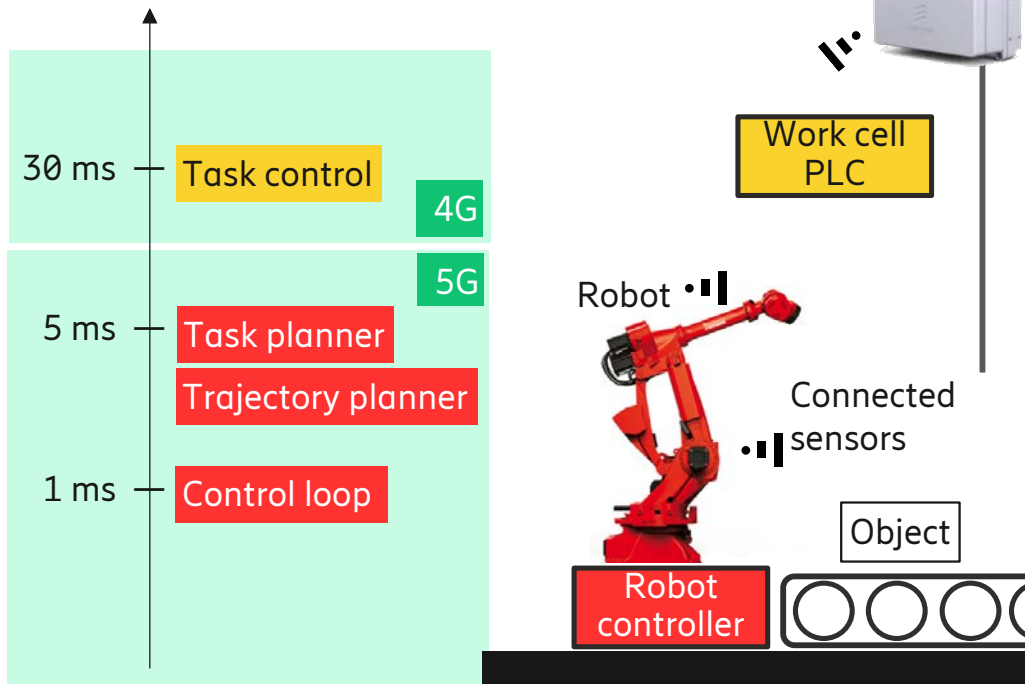 30 ms
Task control
4G
5G
5 ms
Task planner
Trajectory planner
1 ms
Control loop
Work cell
PLC
Robot
Connected
sensors
Object
Robot
controller